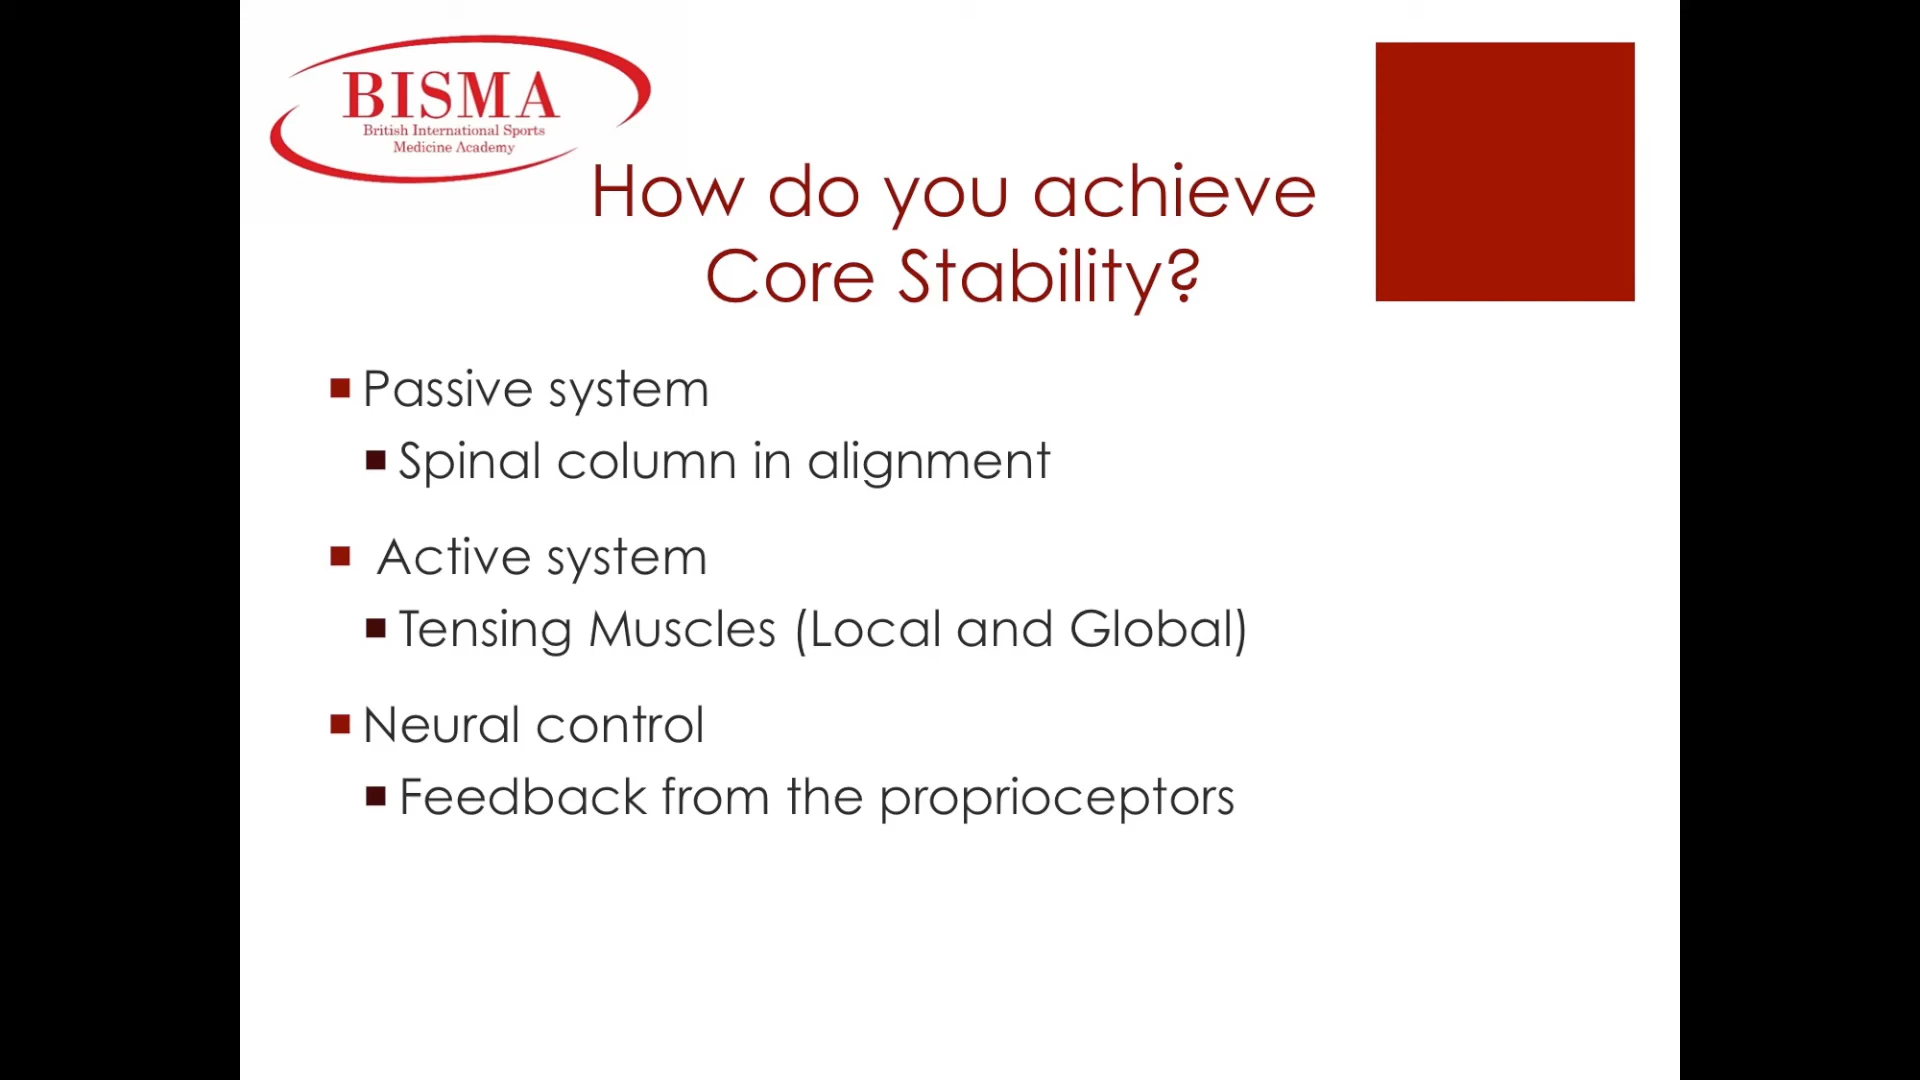 BISMA
British International Sports
Medicine Academy
How do you achieve
Core Stability?
Passive system
Spinal column in alignment
Active system
Tensing Muscles (Local and Global)
Neural control
Feedback from the proprioceptors